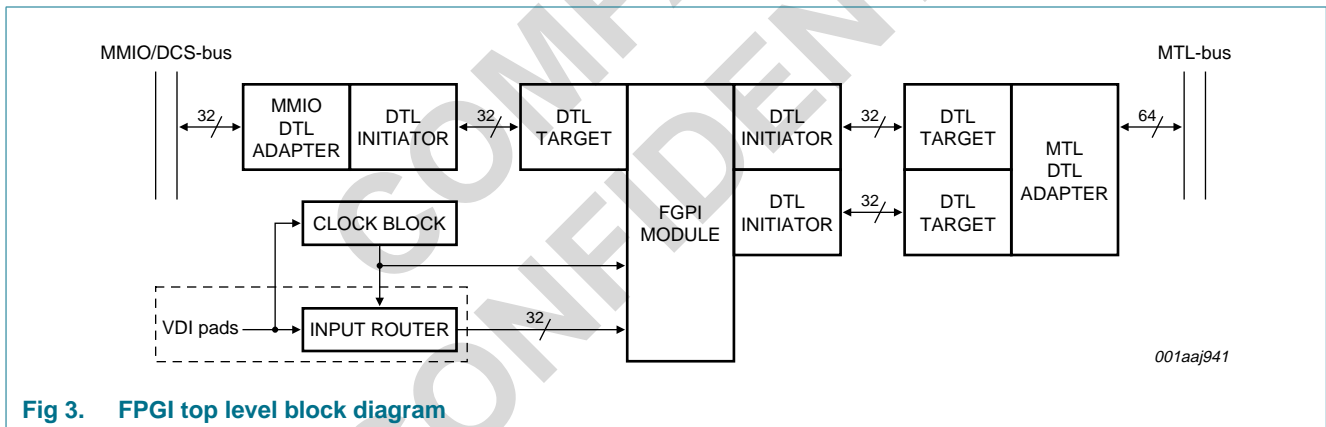 MMIO/DCS-bus
MTL-bus
32
MMIO
DTL
ADAPTER
DTL
INITIATOR
32
DTL
TARGET
FGPI
MODULE
DTL
INITIATOR
32
DTL
TARGET
DTL
INITIATOR
32
DTL
TARGET
MTL
DTL
ADAPTER
64
CLOCK BLOCK
VDI pads
INPUT ROUTER
32
001aaj941
Fig 3. FPGI top level block diagram